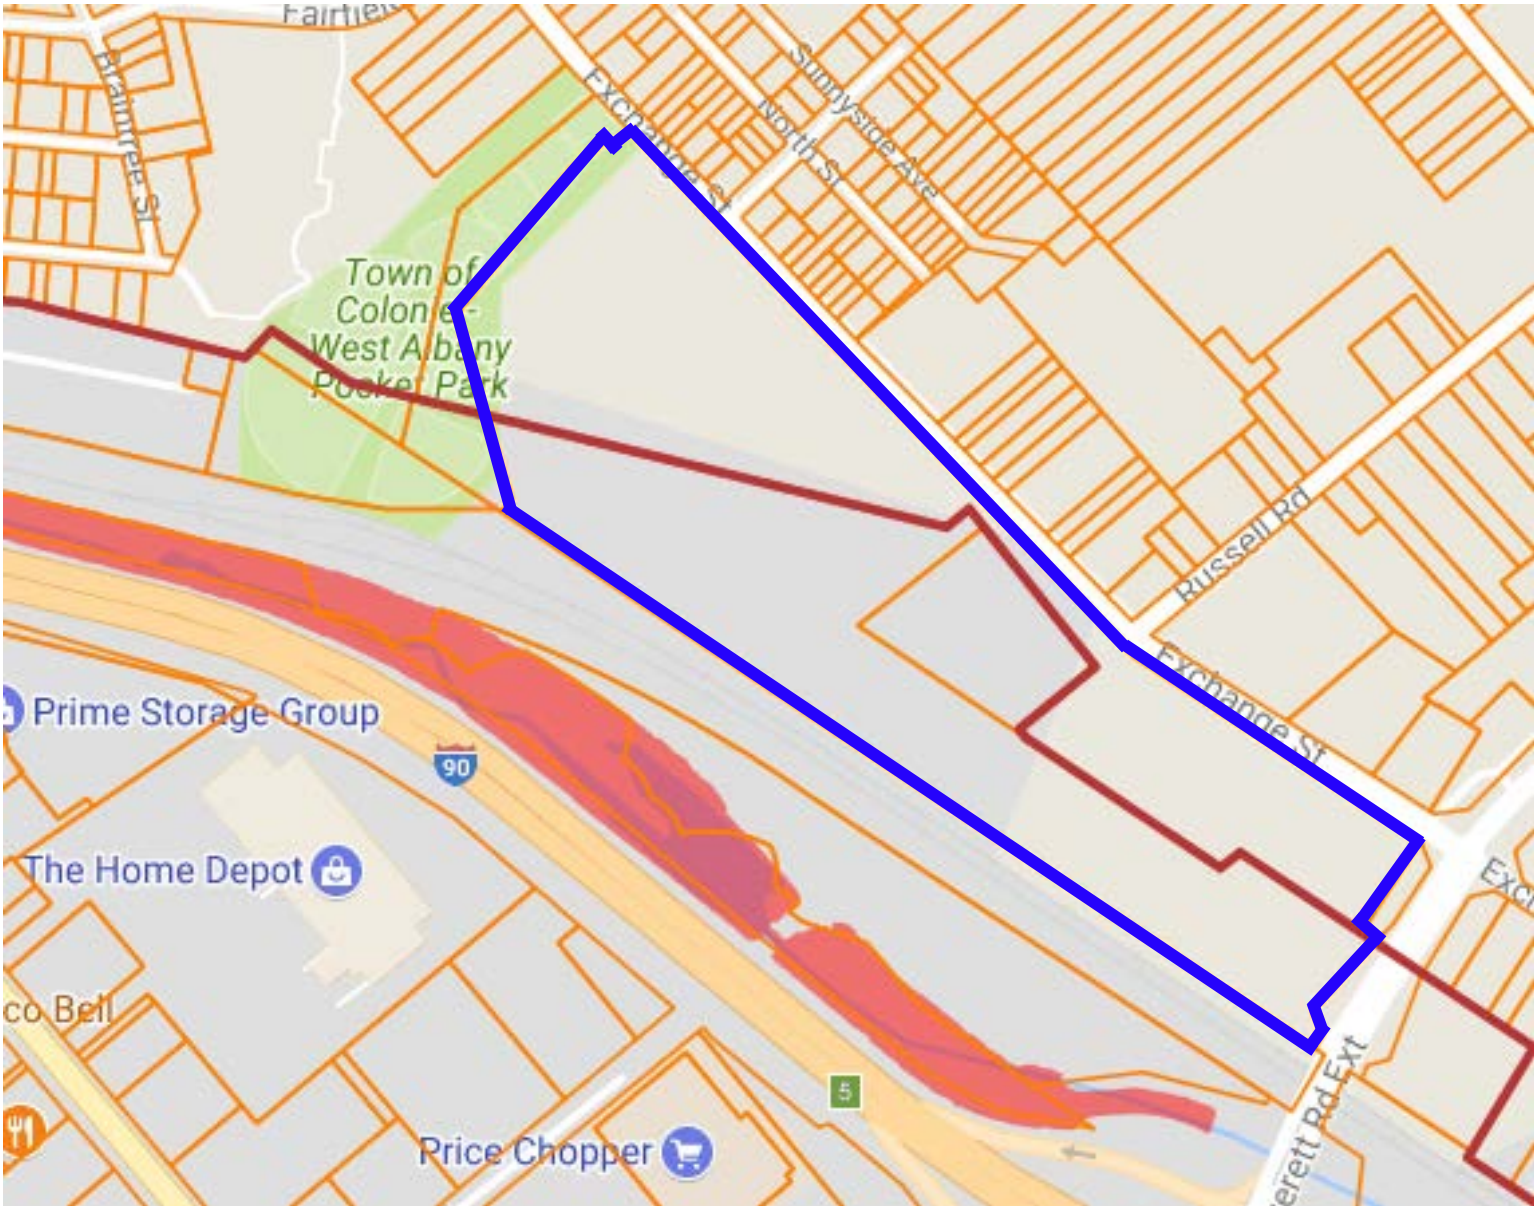 Fairfiel
Braintree St
Exchange St
North St
Sunnyside Ave
Town of
Colonie-
West Albany
Pocket Park
Russell Rd
Exchange St
Exc
Prime Storage Group
90
The Home Depot
co Bell
5
Price Chopper
erett Rd Ext